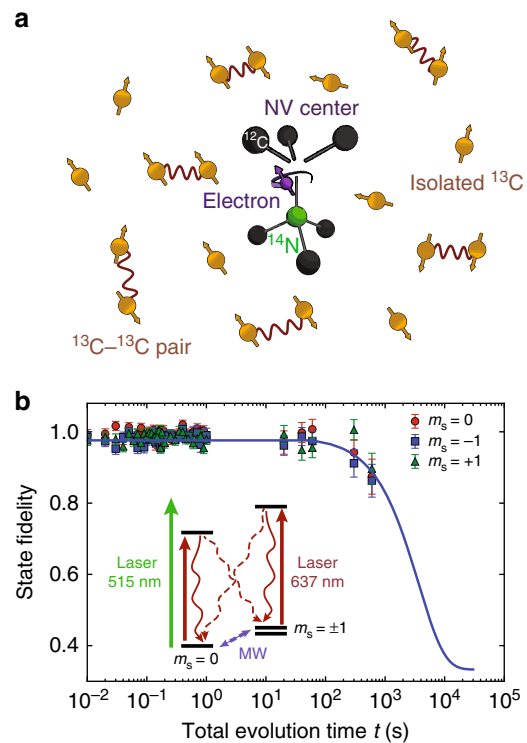 a
NV center
¹²C
Electron
Isolated ¹³C
¹⁴N
¹³C–¹³C pair
b
1.0
0.8
0.6
0.4
State fidelity
mₛ = 0
mₛ = −1
mₛ = +1
Laser
515 nm
Laser
637 nm
mₛ = 0
MW
mₛ = ±1
10⁻² 10⁻¹ 10⁰ 10¹ 10² 10³ 10⁴ 10⁵
Total evolution time t (s)